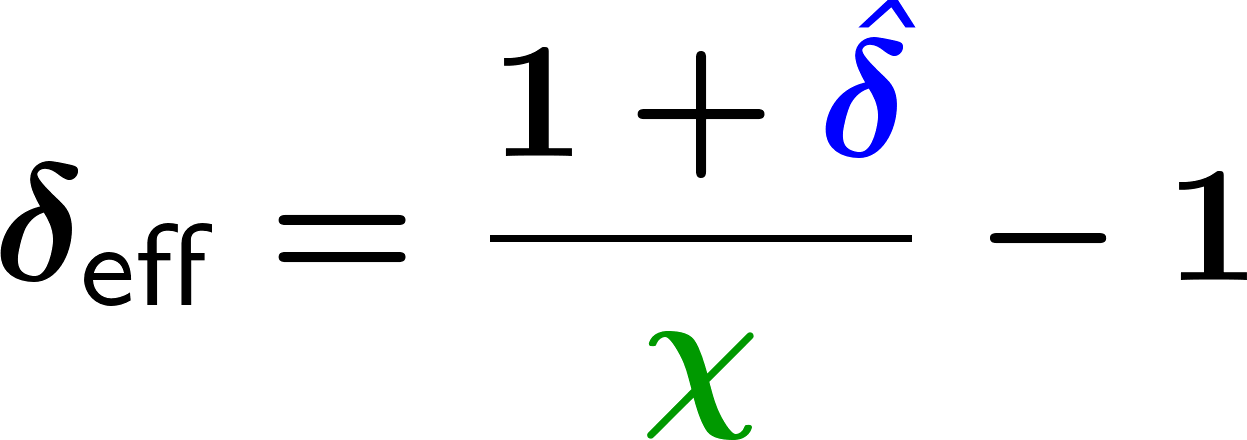 δ_eff = (1 + δ̂)/χ − 1